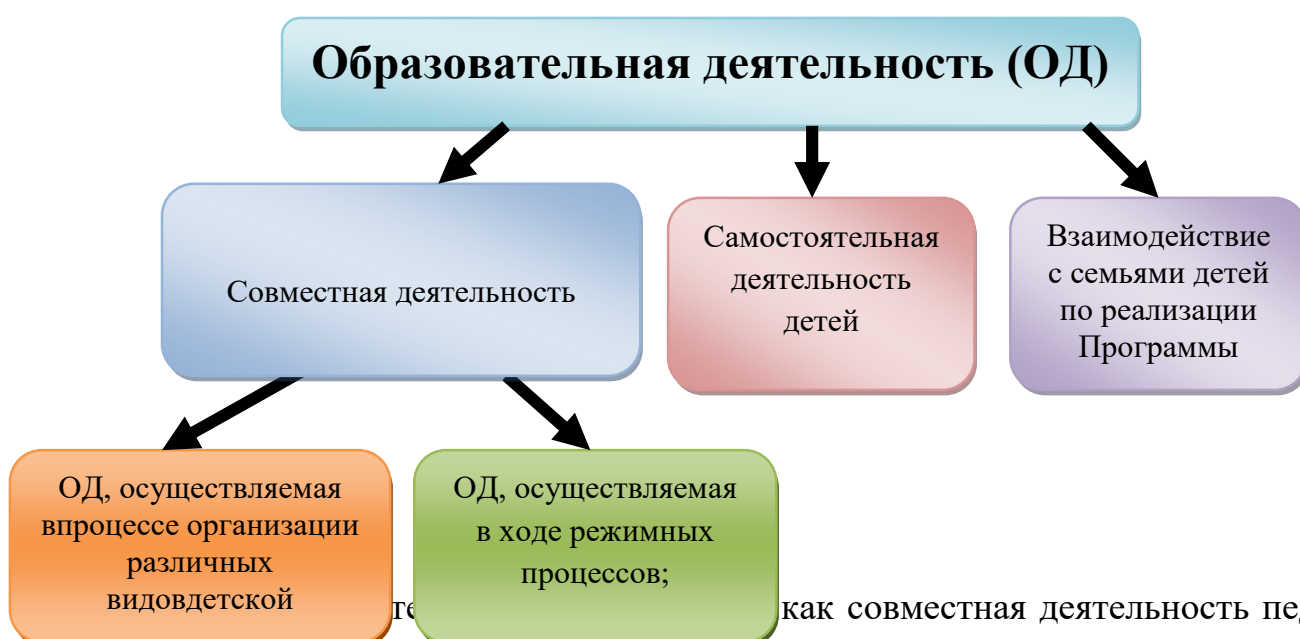 Образовательная деятельность (ОД)
Совместная деятельность
Самостоятельная
деятельность
детей
Взаимодействие
с семьями детей
по реализации
Программы
ОД, осуществляемая
впроцессе организации
различных
видовдетской
ОД, осуществляемая
в ходе режимных
процессов;
как совместная деятельность